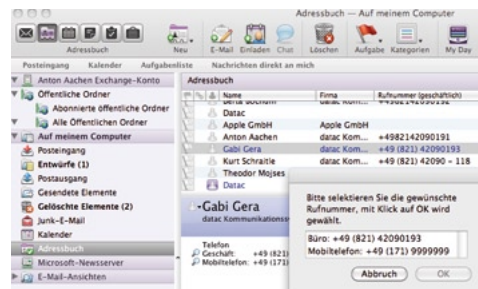 Adressbuch — Auf meinem Computer
Adressbuch
Neu
E-Mail
Einladen
Chat
Löschen
Aufgabe
Kategorien
My Day
Posteingang
Kalender
Aufgabenliste
Nachrichten direkt an mich
Anton Aachen Exchange-Konto
Öffentliche Ordner
Abonnierte öffentliche Ordner
Alle Öffentlichen Ordner
Auf meinem Computer
Posteingang
Entwürfe (1)
Postausgang
Gesendete Elemente
Gelöschte Elemente (2)
Junk-E-Mail
Kalender
Adressbuch
Microsoft-Newsserver
E-Mail-Ansichten
Adressbuch
Name Firma Rufnummer (geschäftlich)
Datac
Apple GmbH Apple GmbH
Anton Aachen datac Kom... +4982142090191
Gabi Gera datac Kom... +49 (821) 42090193
Kurt Schraitle datac Kom... +49 (821) 42090 - 118
Theodor Mojses
Datac
Gabi Gera
datac Kommunikationss
Telefon
Geschäft: +49 (821)
Mobiltelefon: +49 (171)
Bitte selektieren Sie die gewünschte
Rufnummer, mit Klick auf OK wird
gewählt.
Büro: +49 (821) 42090193
Mobiltelefon: +49 (171) 9999999
Abbruch
OK